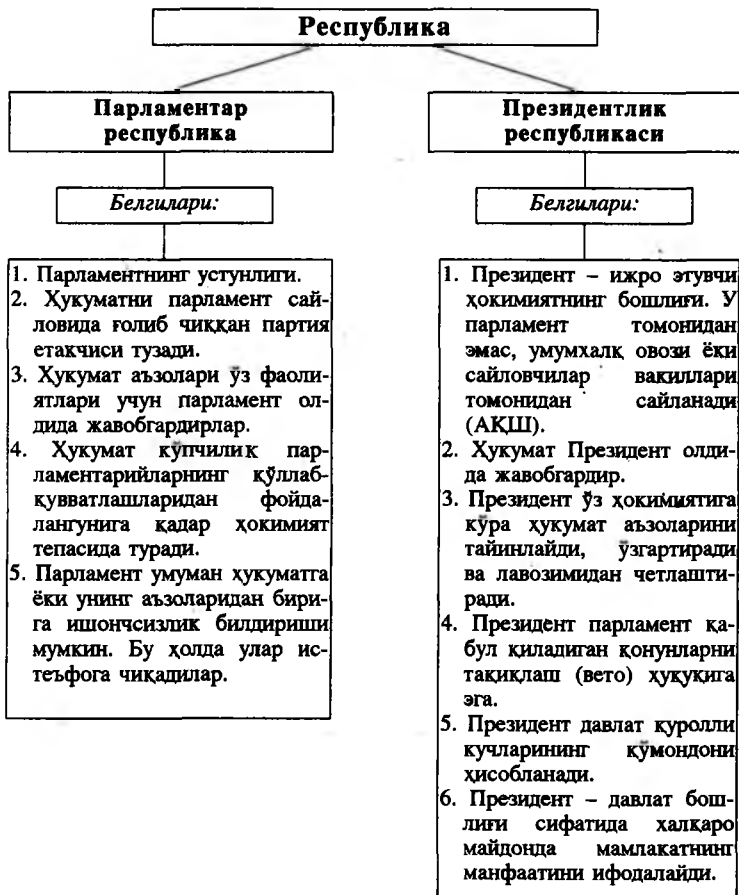 Республика
Парламентар
республика
Белгилари:
1. Парламентнинг устунлиги.
2. Ҳукуматни парламент сай-
ловида ғолиб чиққан партия
етакчиси тузади.
3. Ҳукумат аъзолари ўз фаоли-
ятлари учун парламент ол-
дида жавобгардирлар.
4. Ҳукумат кўпчилик пар-
ламентарийларнинг қўллаб-
қувватлашларидан фойда-
лангунига қадар ҳокимият
тепасида туради.
5. Парламент умуман ҳукуматга
ёки унинг аъзоларидан бири-
га ишончсизлик билдириши
мумкин. Бу ҳолда улар ис-
теъфога чиқадилар.
Президентлик
республикаси
Белгилари:
1. Президент – ижро этувчи
ҳокимиятнинг бошлиғи. У
парламент томонидан
эмас, умумхалқ овози ёки
сайловчилар вакиллари
томонидан сайланади
(АҚШ).
2. Ҳукумат Президент олди-
да жавобгардир.
3. Президент ўз ҳокимиятига
кўра ҳукумат аъзоларини
тайинлайди, ўзгартиради
ва лавозимидан четлашти-
ради.
4. Президент парламент қа-
бул қиладиган қонунларни
тақиқлаш (вето) ҳуқуқига
эга.
5. Президент давлат қуролли
кучларининг қўмондони
ҳисобланади.
6. Президент – давлат бош-
лиғи сифатида халқаро
майдонда мамлакатнинг
манфаатини ифодалайди.